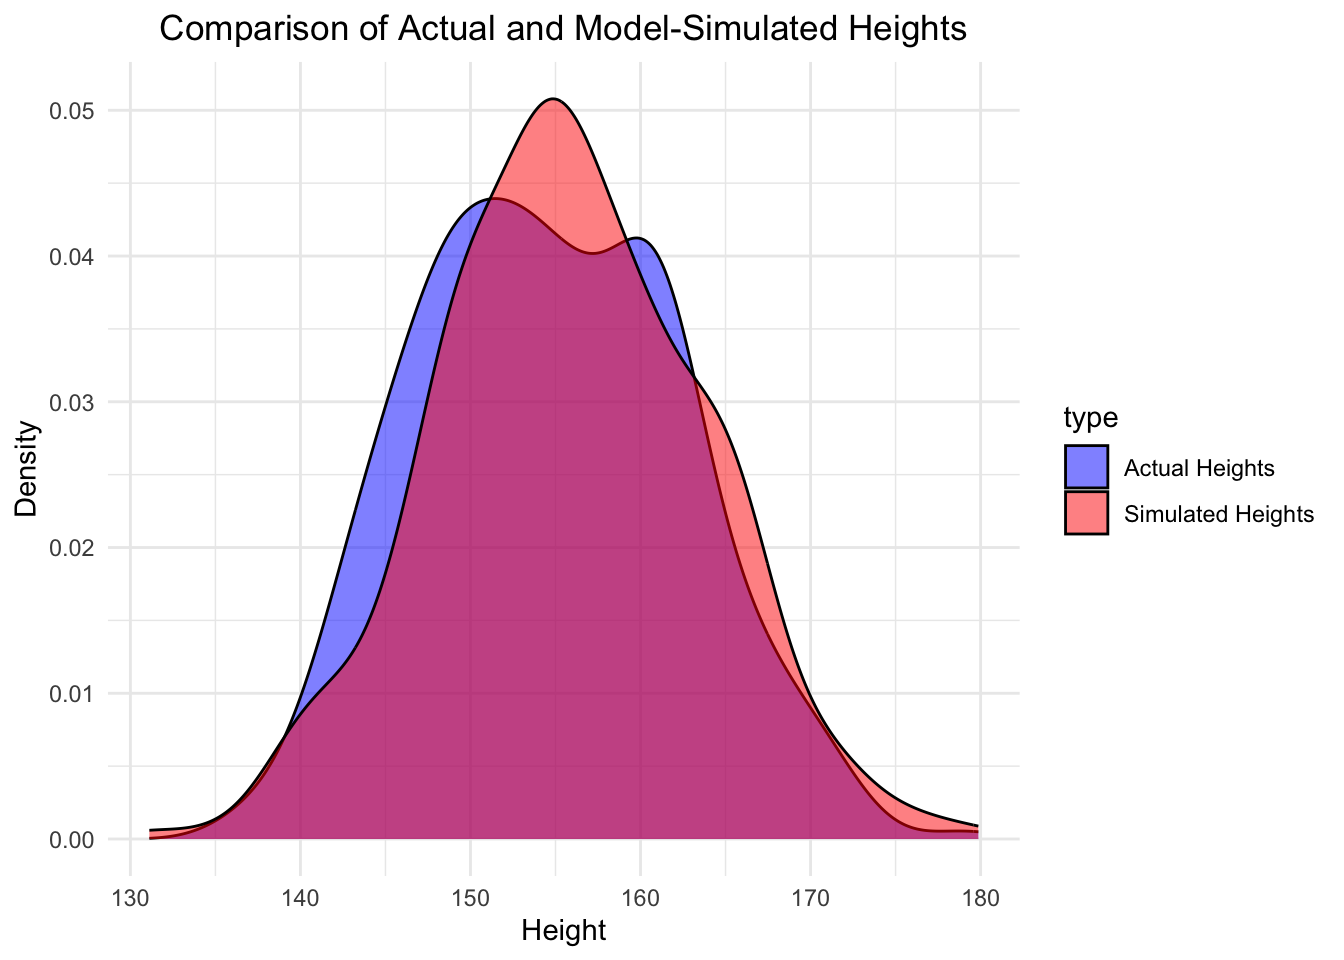 Comparison of Actual and Model-Simulated Heights
0.05
0.04
0.03
0.02
0.01
0.00
Density
130 140 150 160 170 180
Height
type
Actual Heights
Simulated Heights